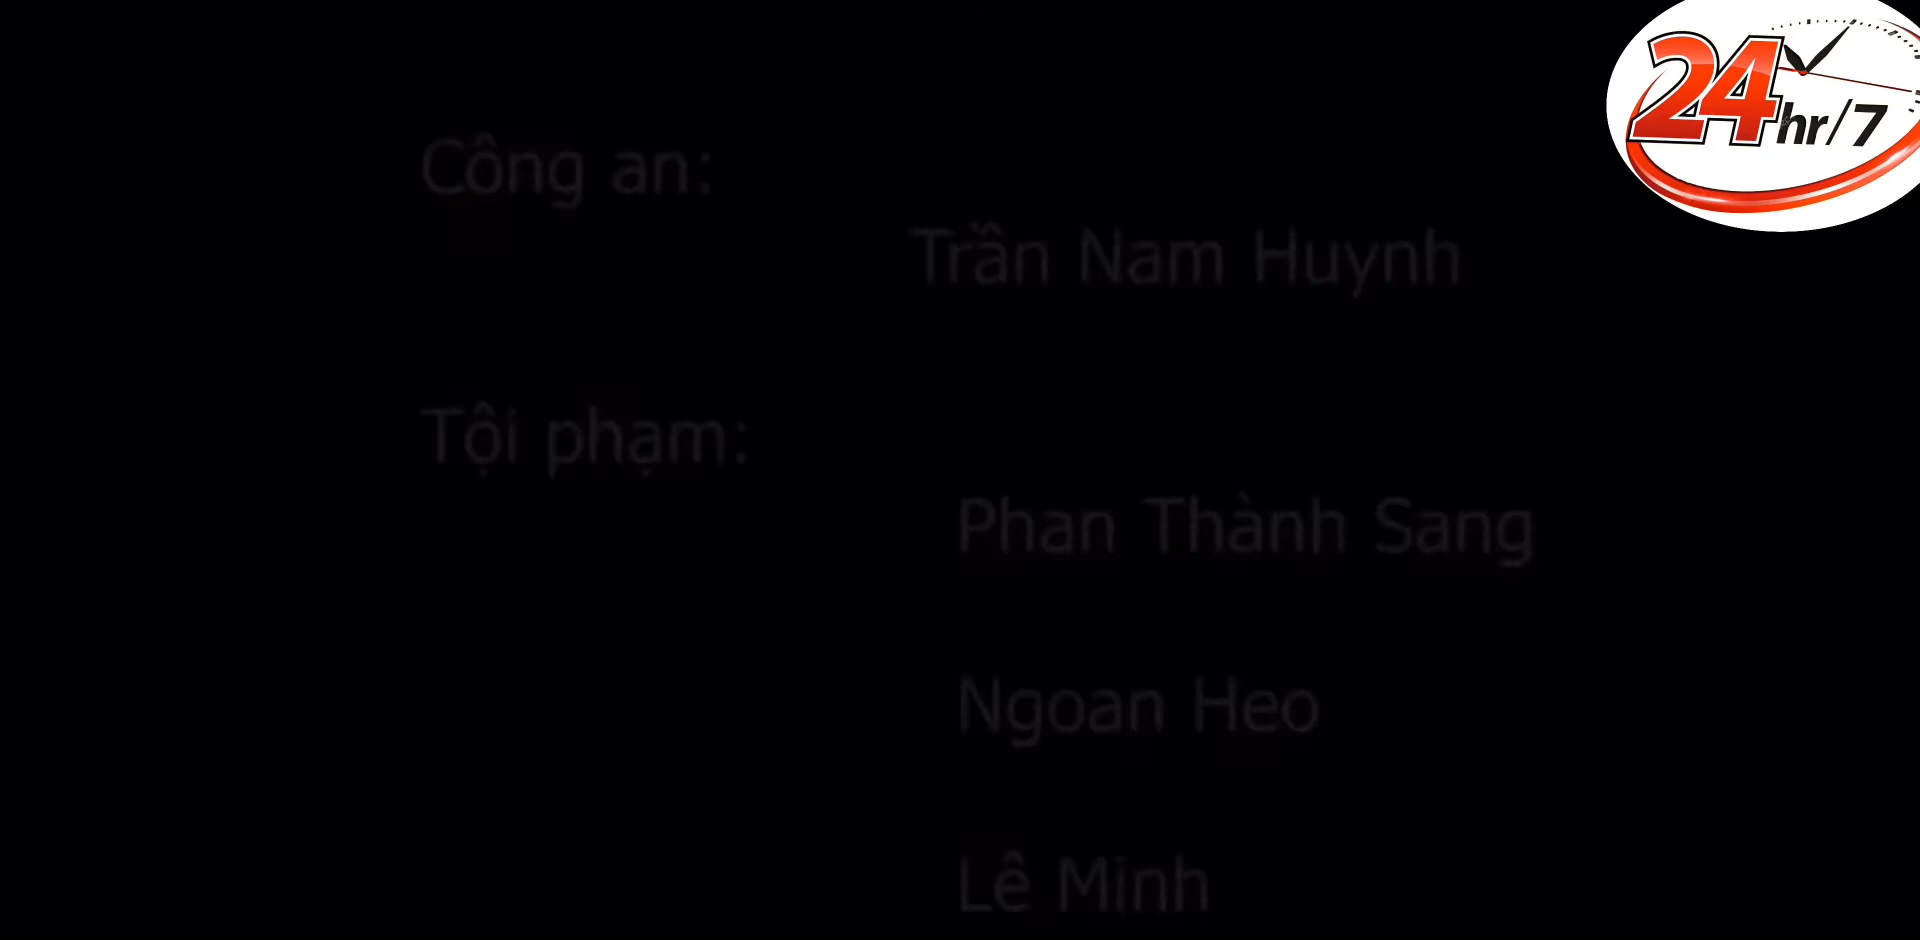 24hr/7
Công an:
Trần Nam Huynh
Tội phạm:
Phan Thành Sang
Ngoan Heo
Lê Minh